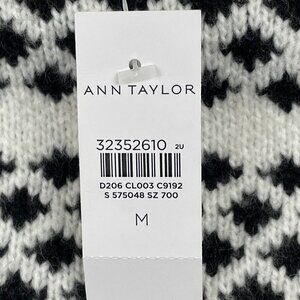 ANN TAYLOR
32352610 2U
D206 CL003 C9192
S 575048 SZ 700
M